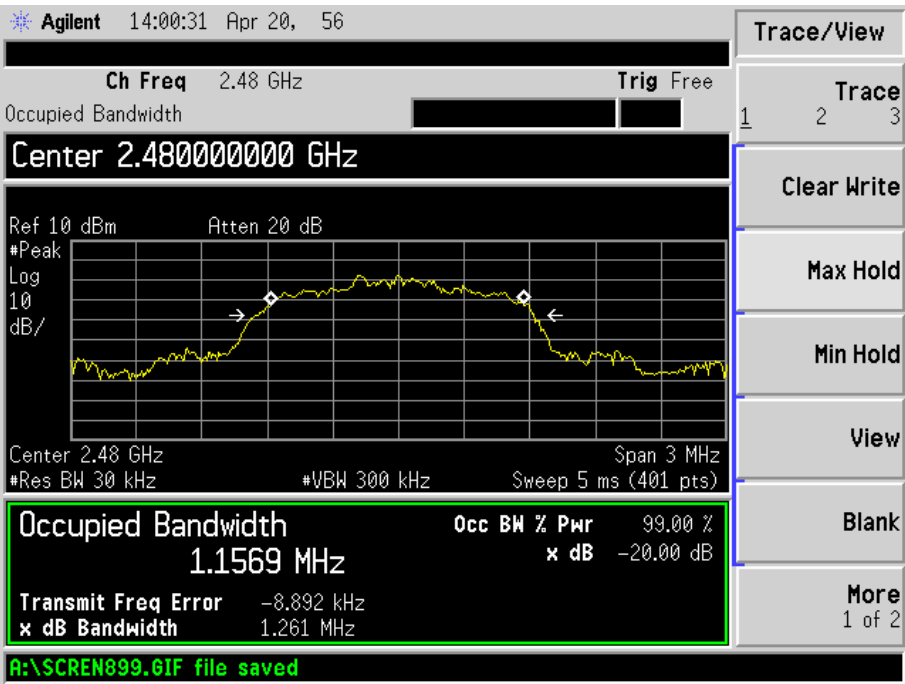 Agilent 14:00:31 Apr 20, 56
Trace/View
Ch Freq 2.48 GHz Trig Free
Occupied Bandwidth
Center 2.480000000 GHz
Ref 10 dBm Atten 20 dB
#Peak
Log
10
dB/
Center 2.48 GHz Span 3 MHz
#Res BW 30 kHz #VBW 300 kHz Sweep 5 ms (401 pts)
Occupied Bandwidth Occ BW % Pwr 99.00 %
1.1569 MHz x dB -20.00 dB
Transmit Freq Error -8.892 kHz
x dB Bandwidth 1.261 MHz
A:\SCREN899.GIF file saved
Trace
1 2 3
Clear Write
Max Hold
Min Hold
View
Blank
More
1 of 2